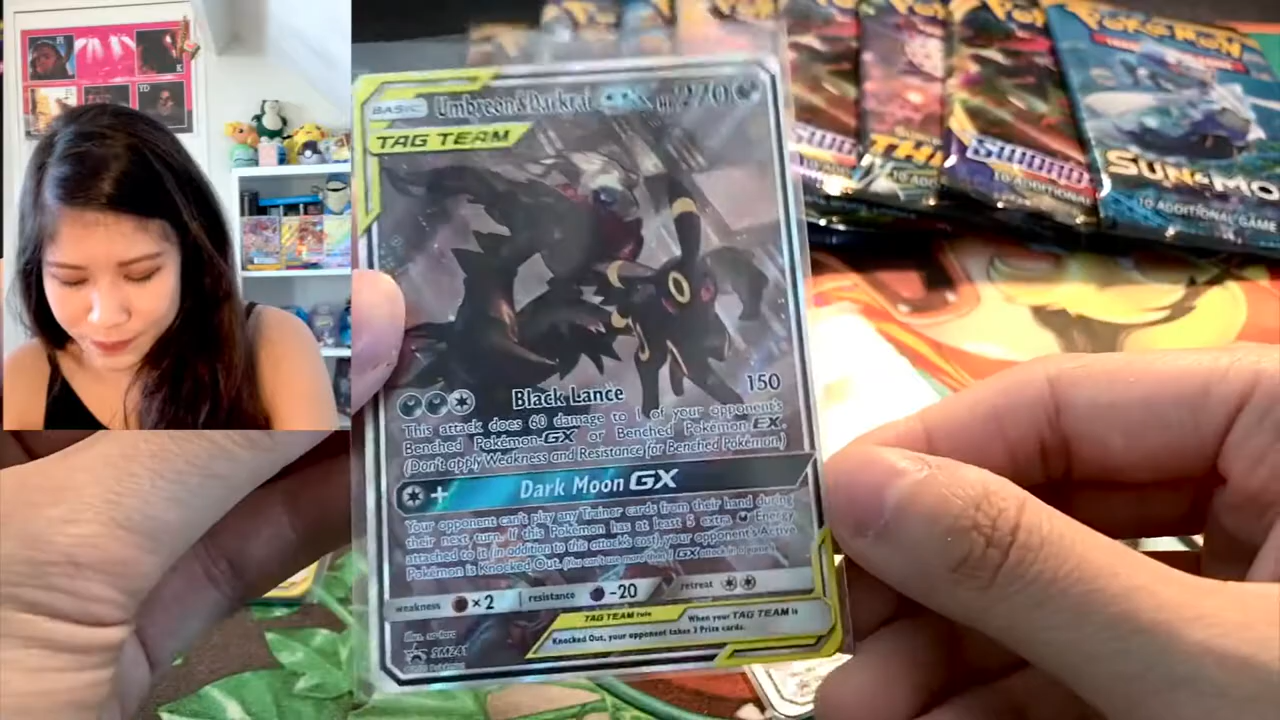 BASIC Umbreon & Darkrai GX HP 270
TAG TEAM
Black Lance 150
This attack does 60 damage to 1 of your opponent's
Benched Pokémon-GX or Benched Pokémon EX.
(Don't apply Weakness and Resistance for Benched Pokémon.)
+ Dark Moon GX
Your opponent can't play any Trainer cards from their hand during
their next turn. If this Pokémon has at least 5 extra Energy
attached to it (in addition to this attack's cost), your opponent's Active
Pokémon is Knocked Out. (You can't use more than 1 GX attack in a game.)
weakness ×2 resistance -20 retreat
TAG TEAM rule When your TAG TEAM is
Knocked Out, your opponent takes 3 Prize cards.
illus.
SM241
SWORD
10 ADDITIONAL
POKÉMON
SUN & MO
10 ADDITIONAL GAME
YD